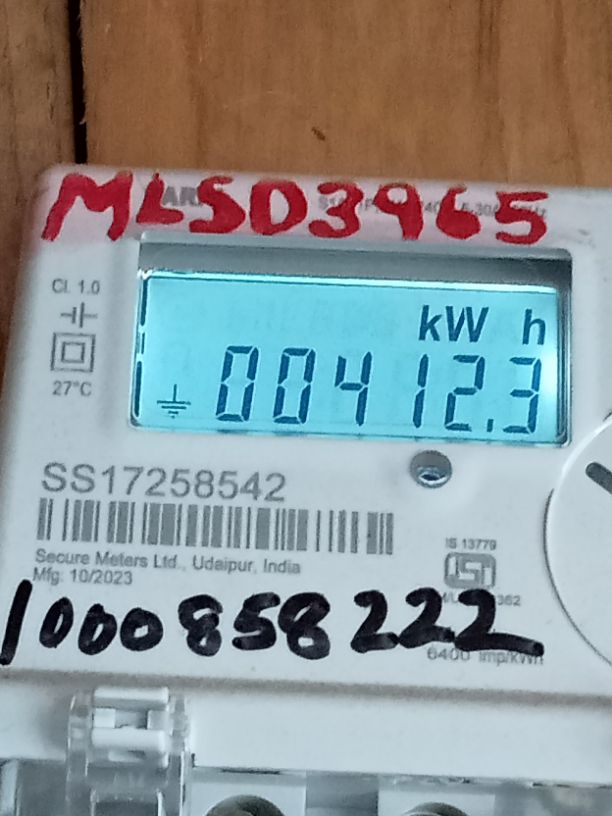 MLSD3965
Cl. 1.0
27°C
kW h
00412.3
SS17258542
Secure Meters Ltd., Udaipur, India
Mfg: 10/2023
IS 13779
1000858222
6400 imp/kWh